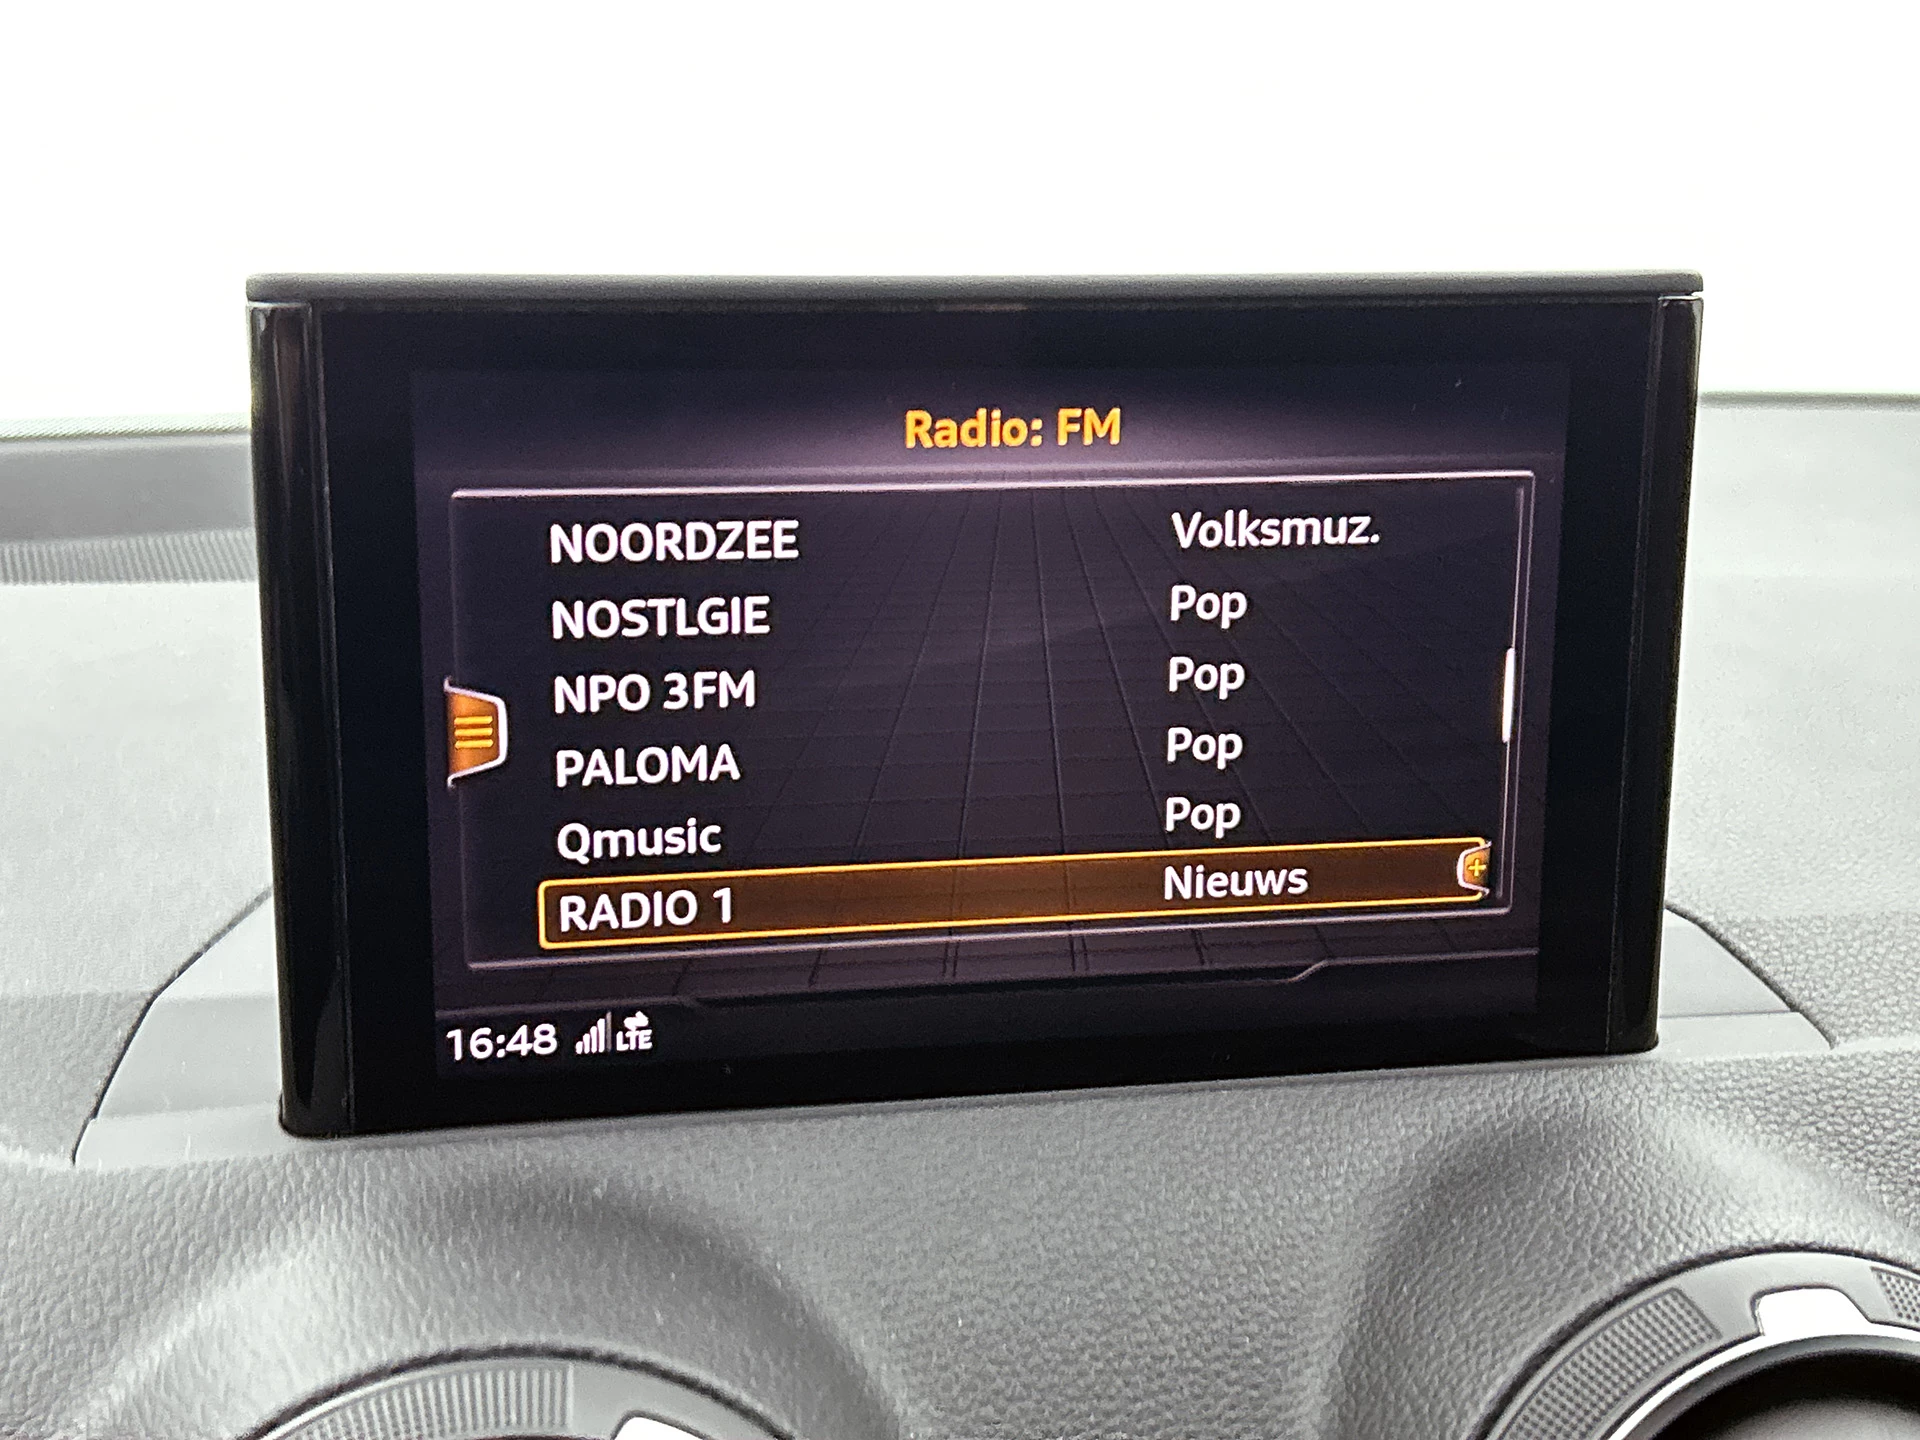 Radio: FM
NOORDZEE Volksmuz.
NOSTLGIE Pop
NPO 3FM Pop
PALOMA Pop
Qmusic Pop
RADIO 1 Nieuws
16:48 LTE